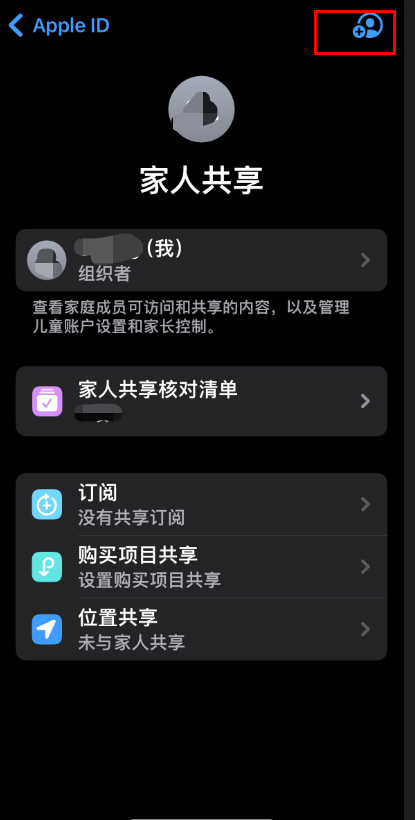 Apple ID
家人共享
(我)
组织者
查看家庭成员可访问和共享的内容，以及管理
儿童账户设置和家长控制。
家人共享核对清单
订阅
没有共享订阅
购买项目共享
设置购买项目共享
位置共享
未与家人共享